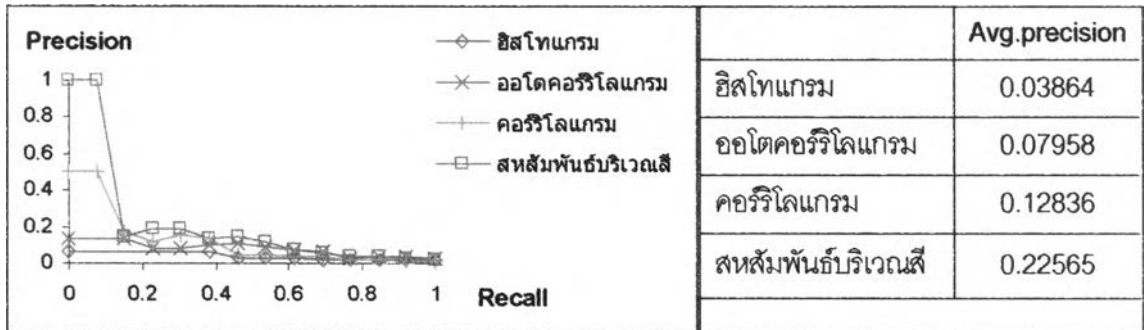 Precision
1
0.8
0.6
0.4
0.2
0
0 0.2 0.4 0.6 0.8 1
Recall
ฮิสโทแกรม
ออโตคอร์ริโลแกรม
คอร์ริโลแกรม
สหสัมพันธ์บริเวณสี
Avg.precision
ฮิสโทแกรม 0.03864
ออโตคอร์ริโลแกรม 0.07958
คอร์ริโลแกรม 0.12836
สหสัมพันธ์บริเวณสี 0.22565